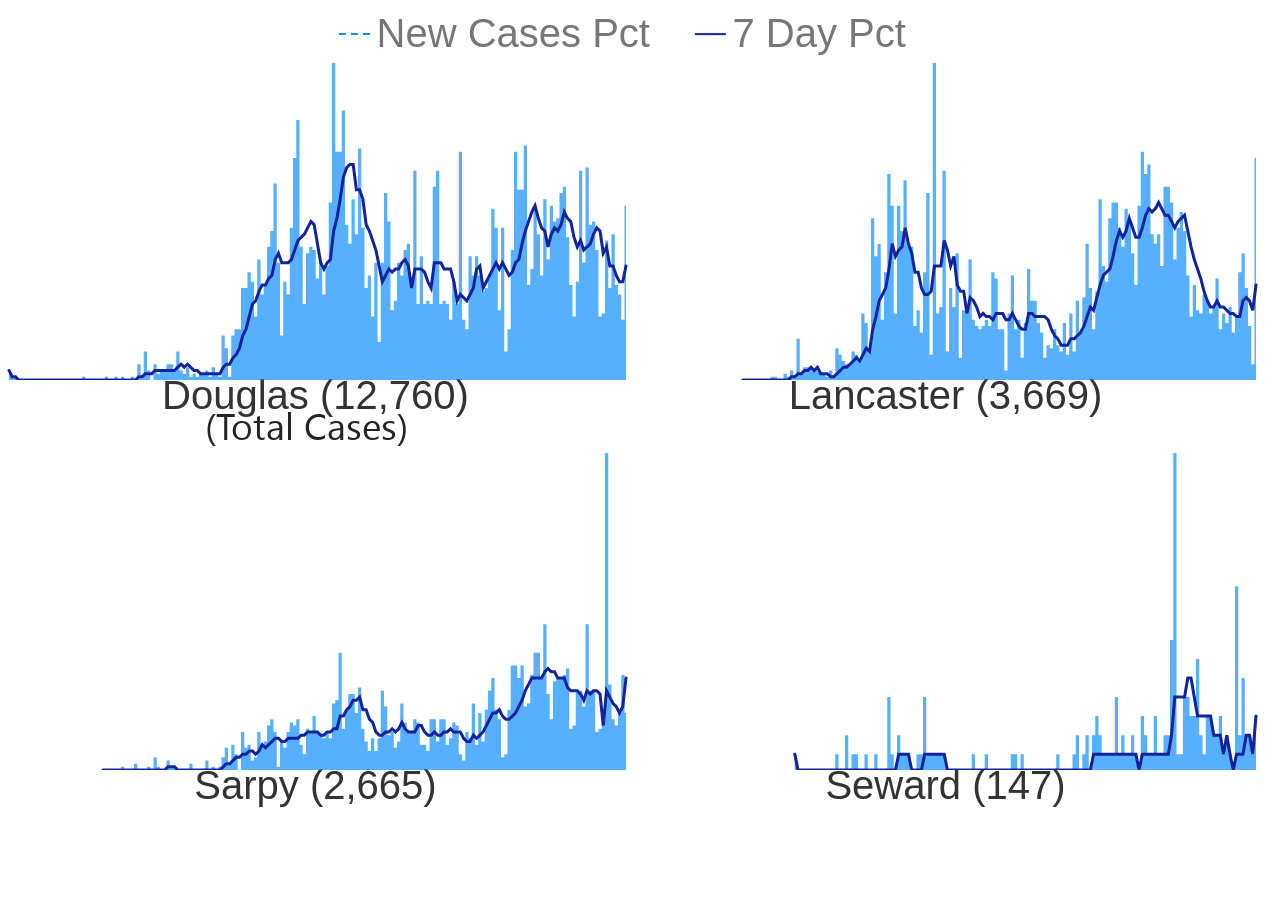 New Cases Pct 7 Day Pct
Douglas (12,760) Lancaster (3,669)
(Total Cases)
Sarpy (2,665) Seward (147)